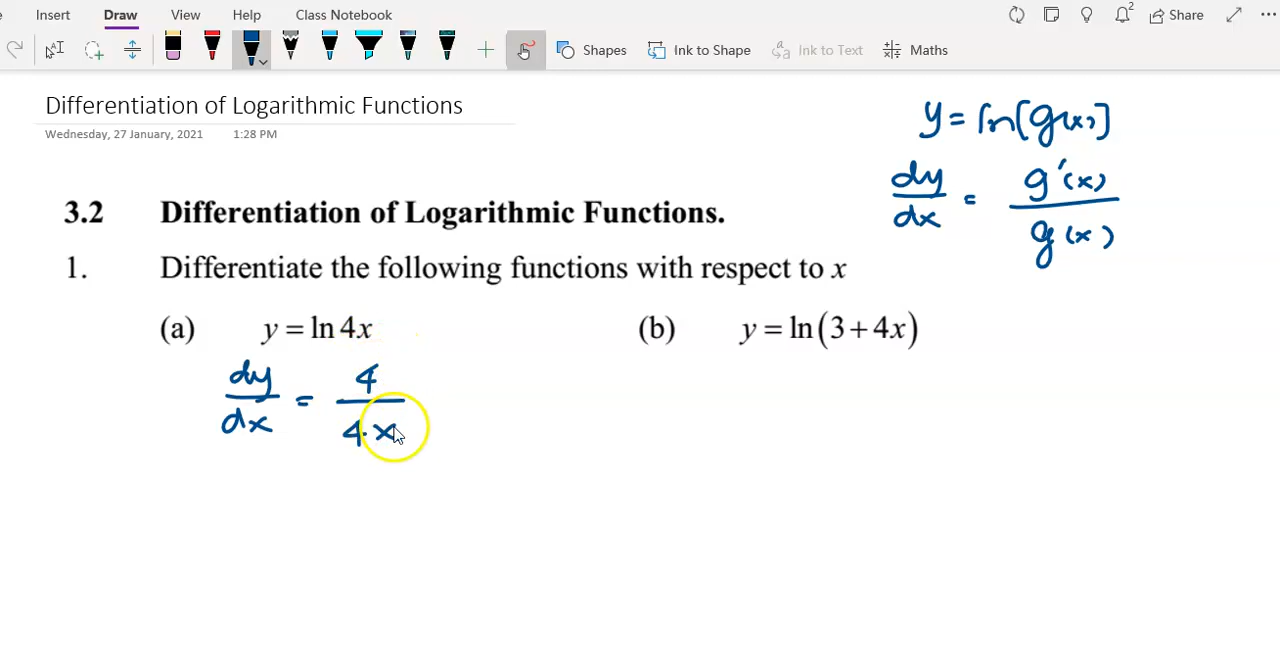 Insert Draw View Help Class Notebook 2 Share
Shapes Ink to Shape Ink to Text Maths
Differentiation of Logarithmic Functions
Wednesday, 27 January, 2021 1:28 PM
y = ln[g(x)]
dy/dx = g'(x)/g(x)
3.2 Differentiation of Logarithmic Functions.
1. Differentiate the following functions with respect to x
(a) y = ln 4x (b) y = ln(3 + 4x)
dy/dx = 4/4x